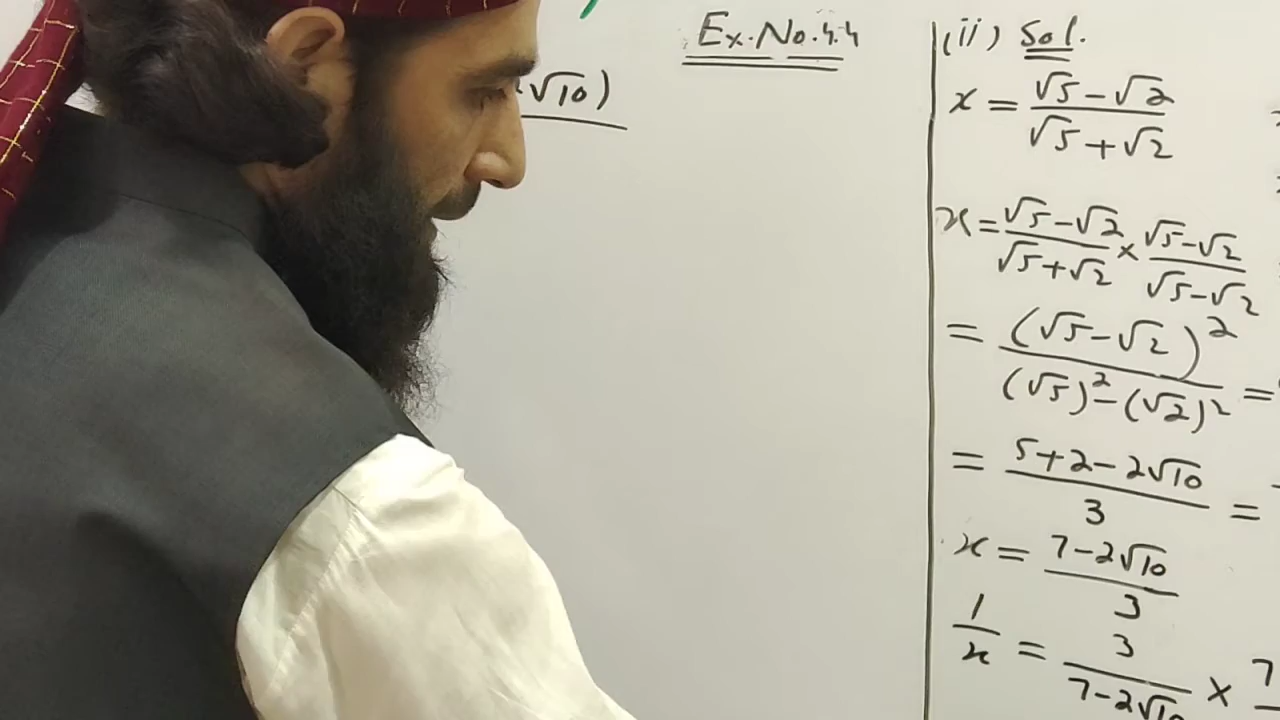 √10)
Ex. No. 4.4
(ii) Sol.
x = (√5 - √2)/(√5 + √2)
x = (√5 - √2)/(√5 + √2) × (√5 - √2)/(√5 - √2)
= (√5 - √2)²/((√5)² - (√2)²) =
= (5 + 2 - 2√10)/3 =
x = (7 - 2√10)/3
1/x = 3/(7 - 2√10) × 7